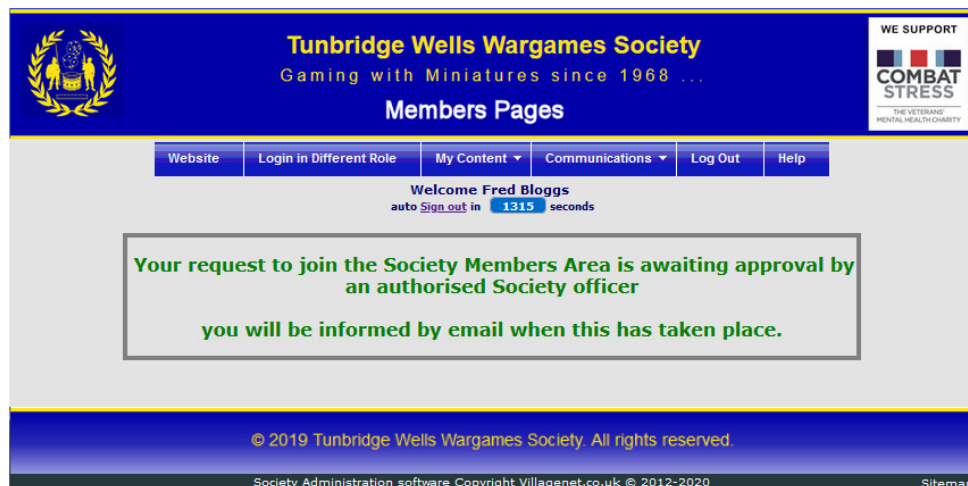 Tunbridge Wells Wargames Society
Gaming with Miniatures since 1968 ...
Members Pages
WE SUPPORT
COMBAT
STRESS
THE VETERANS'
MENTAL HEALTH CHARITY
Website Login in Different Role My Content Communications Log Out Help
Welcome Fred Bloggs
auto Sign out in 1315 seconds
Your request to join the Society Members Area is awaiting approval by
an authorised Society officer
you will be informed by email when this has taken place.
© 2019 Tunbridge Wells Wargames Society. All rights reserved.
Society Administration software Copyright Villagenet.co.uk © 2012-2020
Sitemap